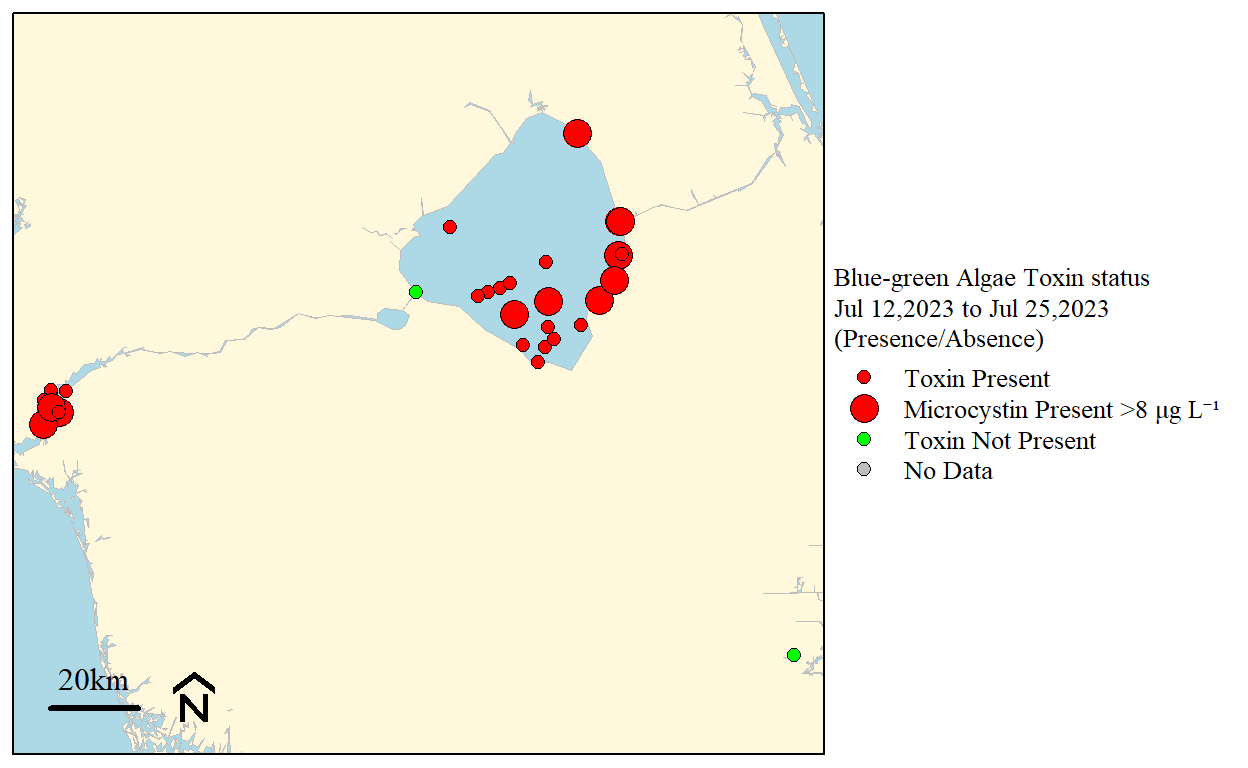 Blue-green Algae Toxin status
Jul 12,2023 to Jul 25,2023
(Presence/Absence)
Toxin Present
Microcystin Present >8 μg L⁻¹
Toxin Not Present
No Data
20km
N